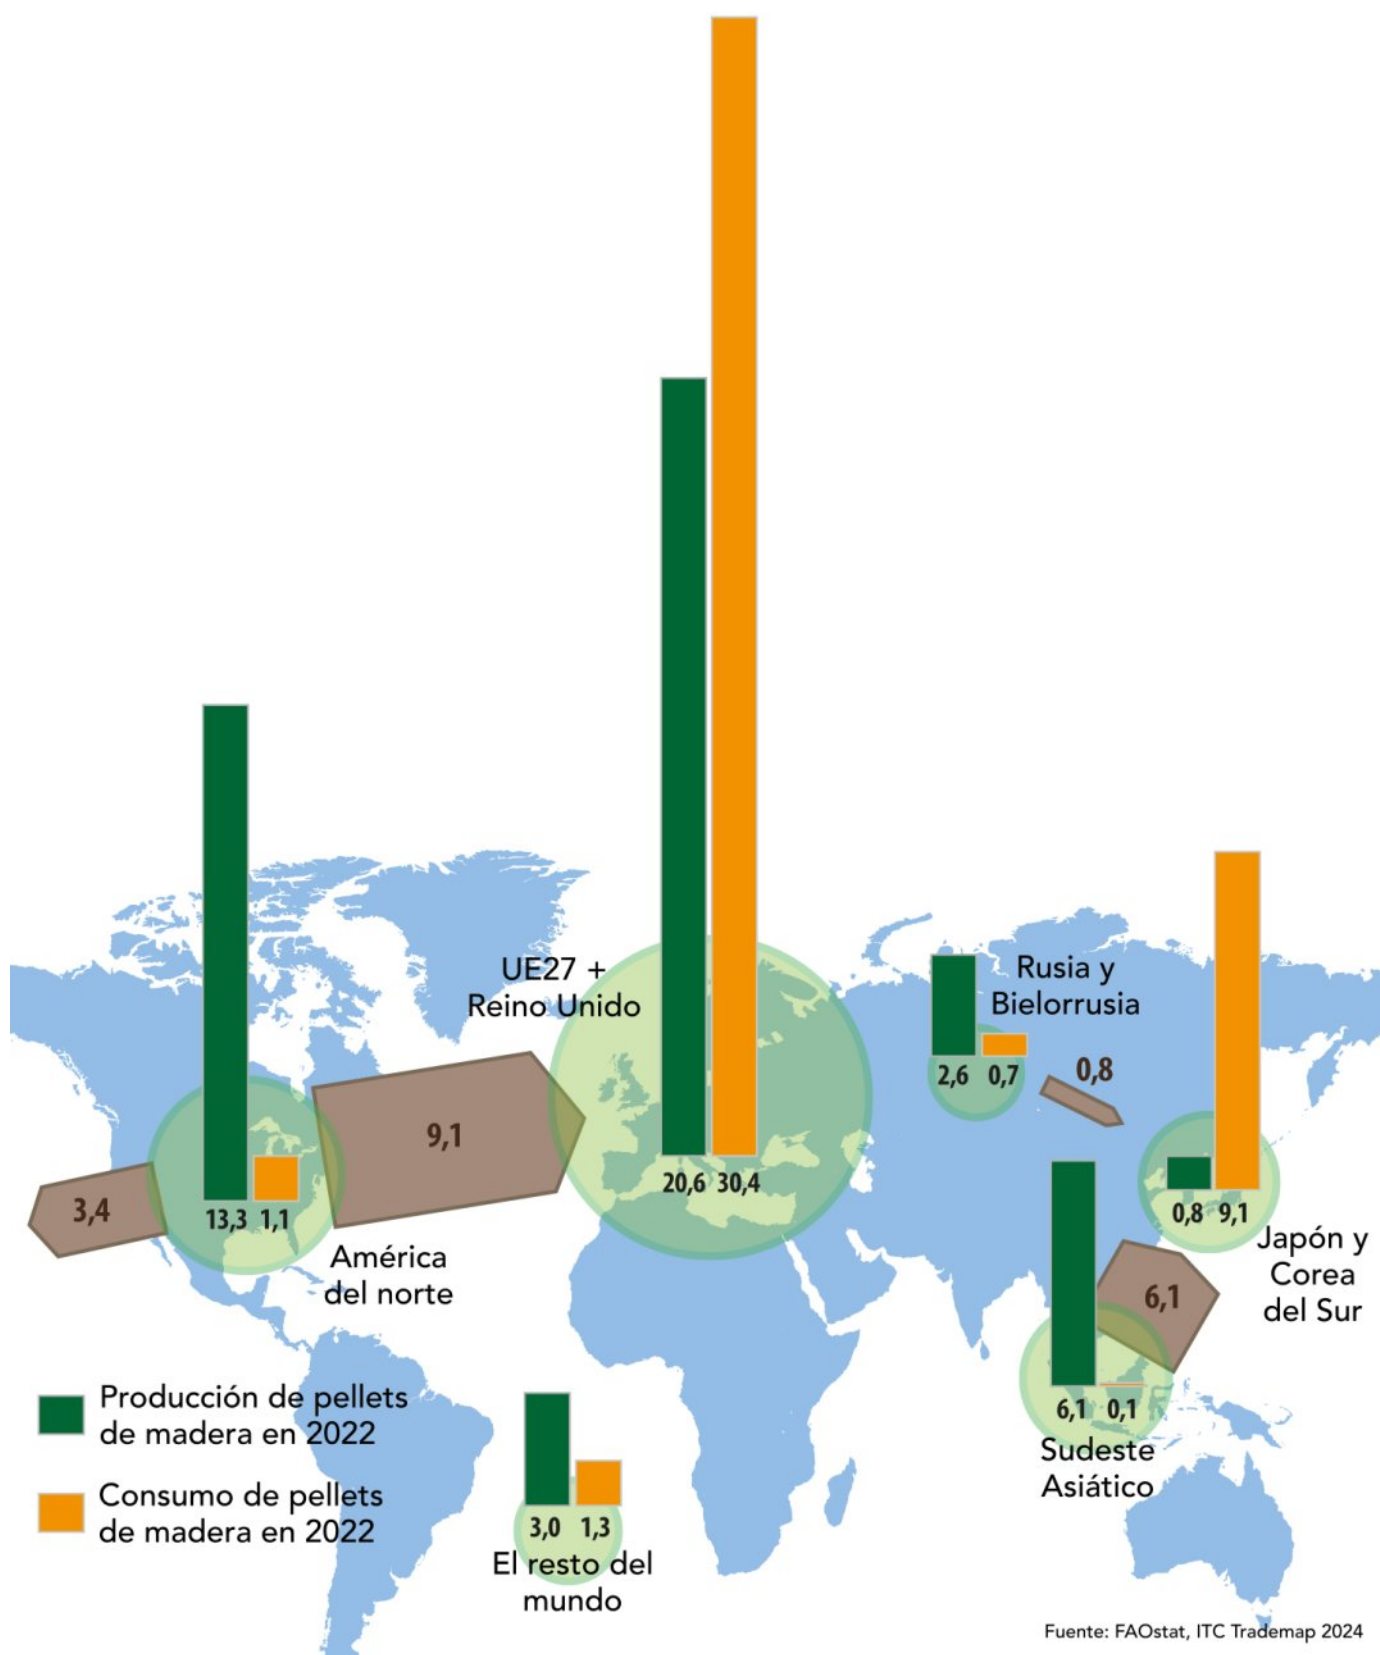 UE27 +
Reino Unido
Rusia y
Bielorrusia
2,6 0,7
0,8
9,1
20,6 30,4
3,4
13,3 1,1
América
del norte
0,8 9,1
Japón y
Corea
del Sur
6,1
6,1 0,1
Sudeste
Asiático
Producción de pellets
de madera en 2022
Consumo de pellets
de madera en 2022
3,0 1,3
El resto del
mundo
Fuente: FAOstat, ITC Trademap 2024